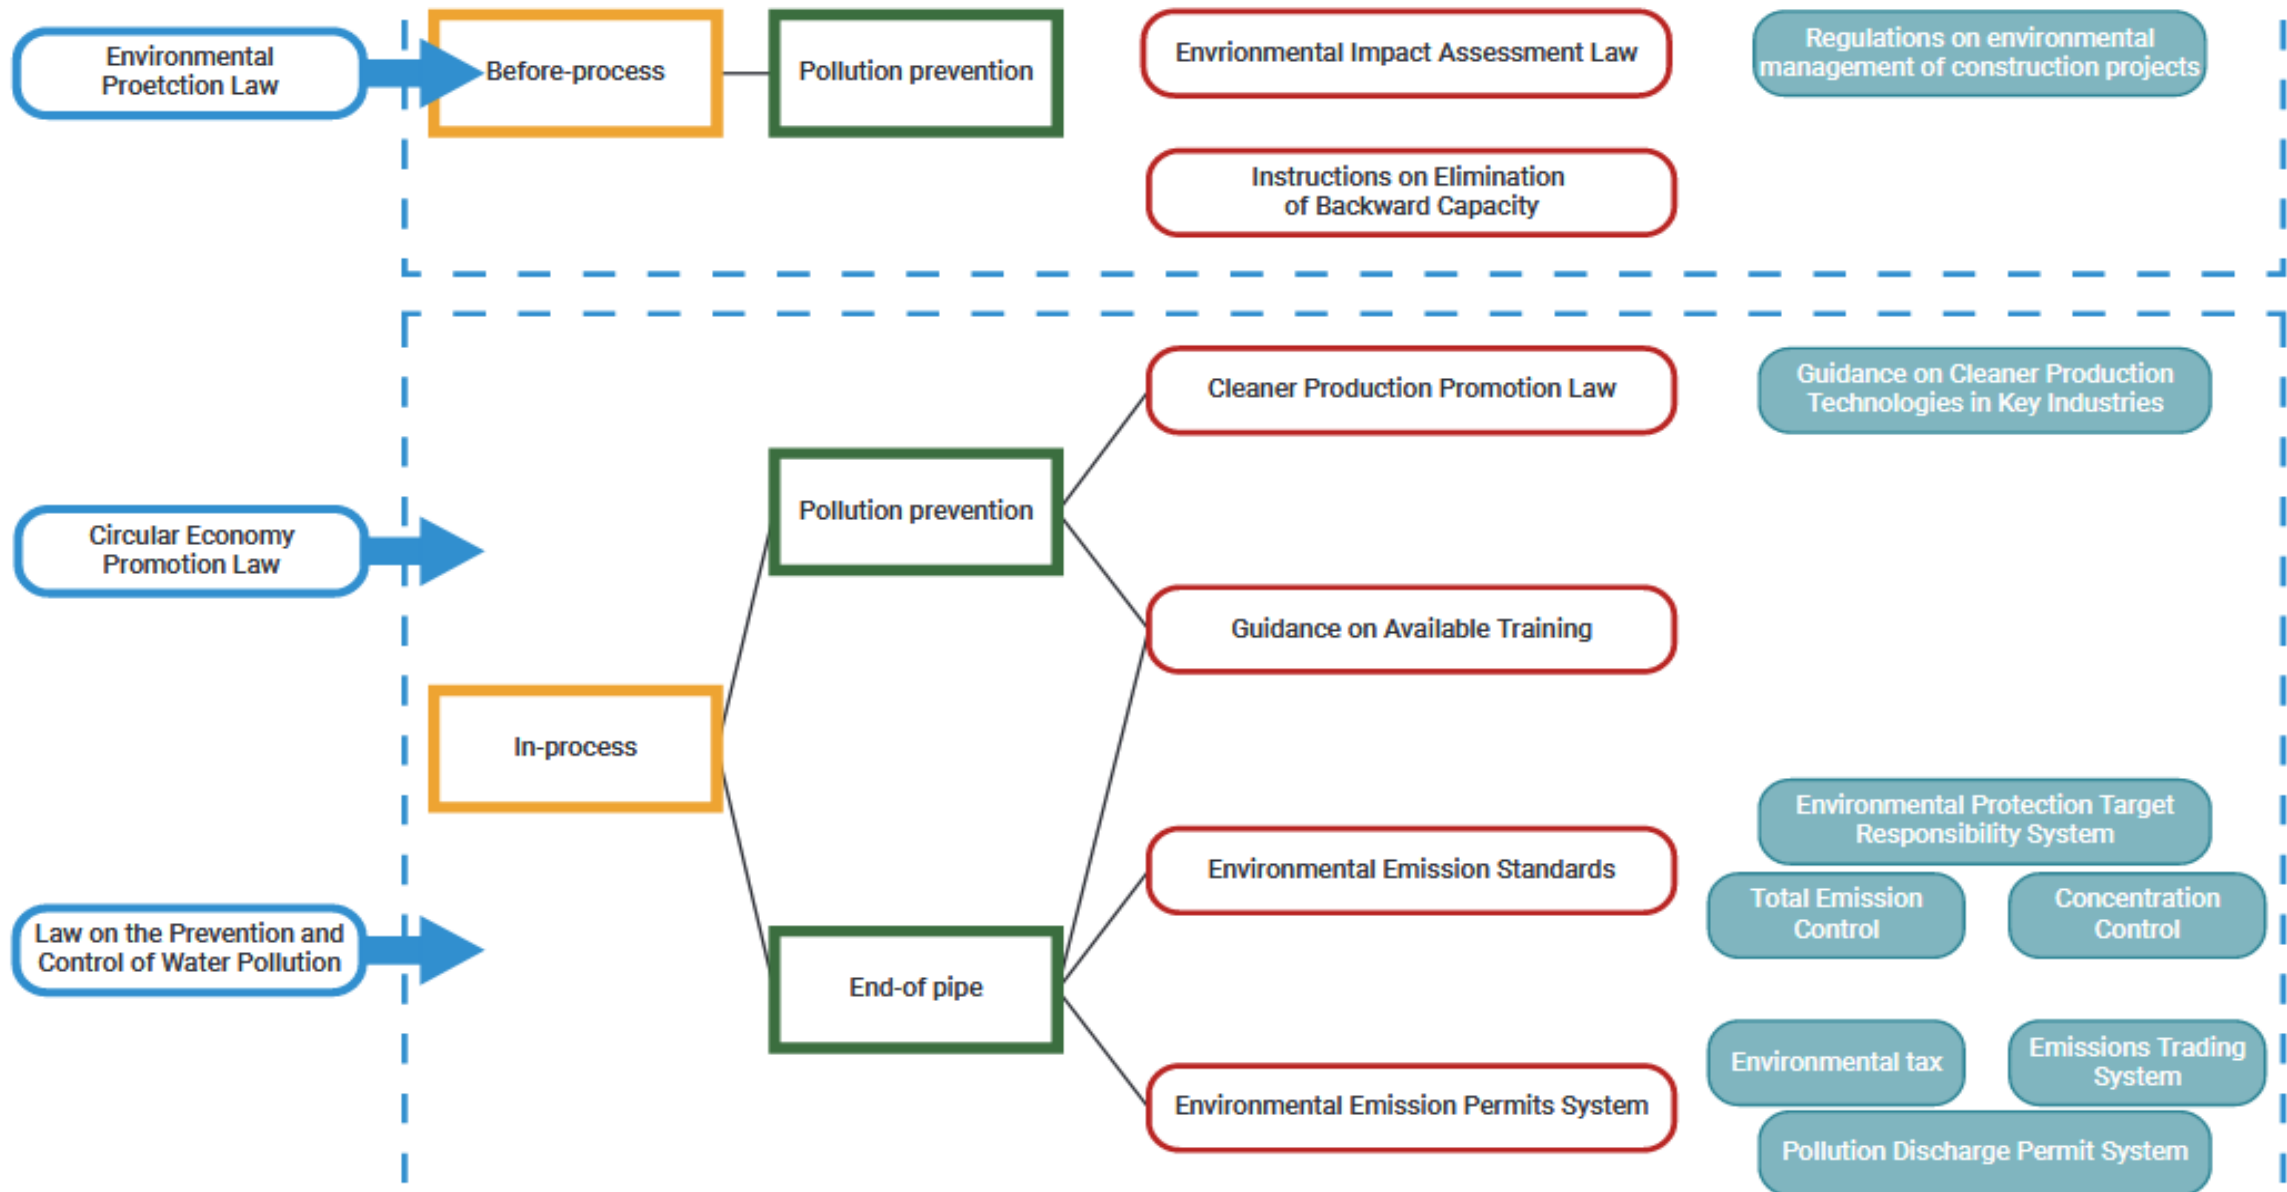 Environmental
Proetction Law
Before-process
Pollution prevention
Envrionmental Impact Assessment Law
Regulations on environmental
management of construction projects
Instructions on Elimination
of Backward Capacity
Cleaner Production Promotion Law
Guidance on Cleaner Production
Technologies in Key Industries
Pollution prevention
Circular Economy
Promotion Law
Guidance on Available Training
In-process
Environmental Protection Target
Responsibility System
Environmental Emission Standards
Total Emission
Control
Concentration
Control
Law on the Prevention and
Control of Water Pollution
End-of pipe
Environmental tax
Emissions Trading
System
Environmental Emission Permits System
Pollution Discharge Permit System